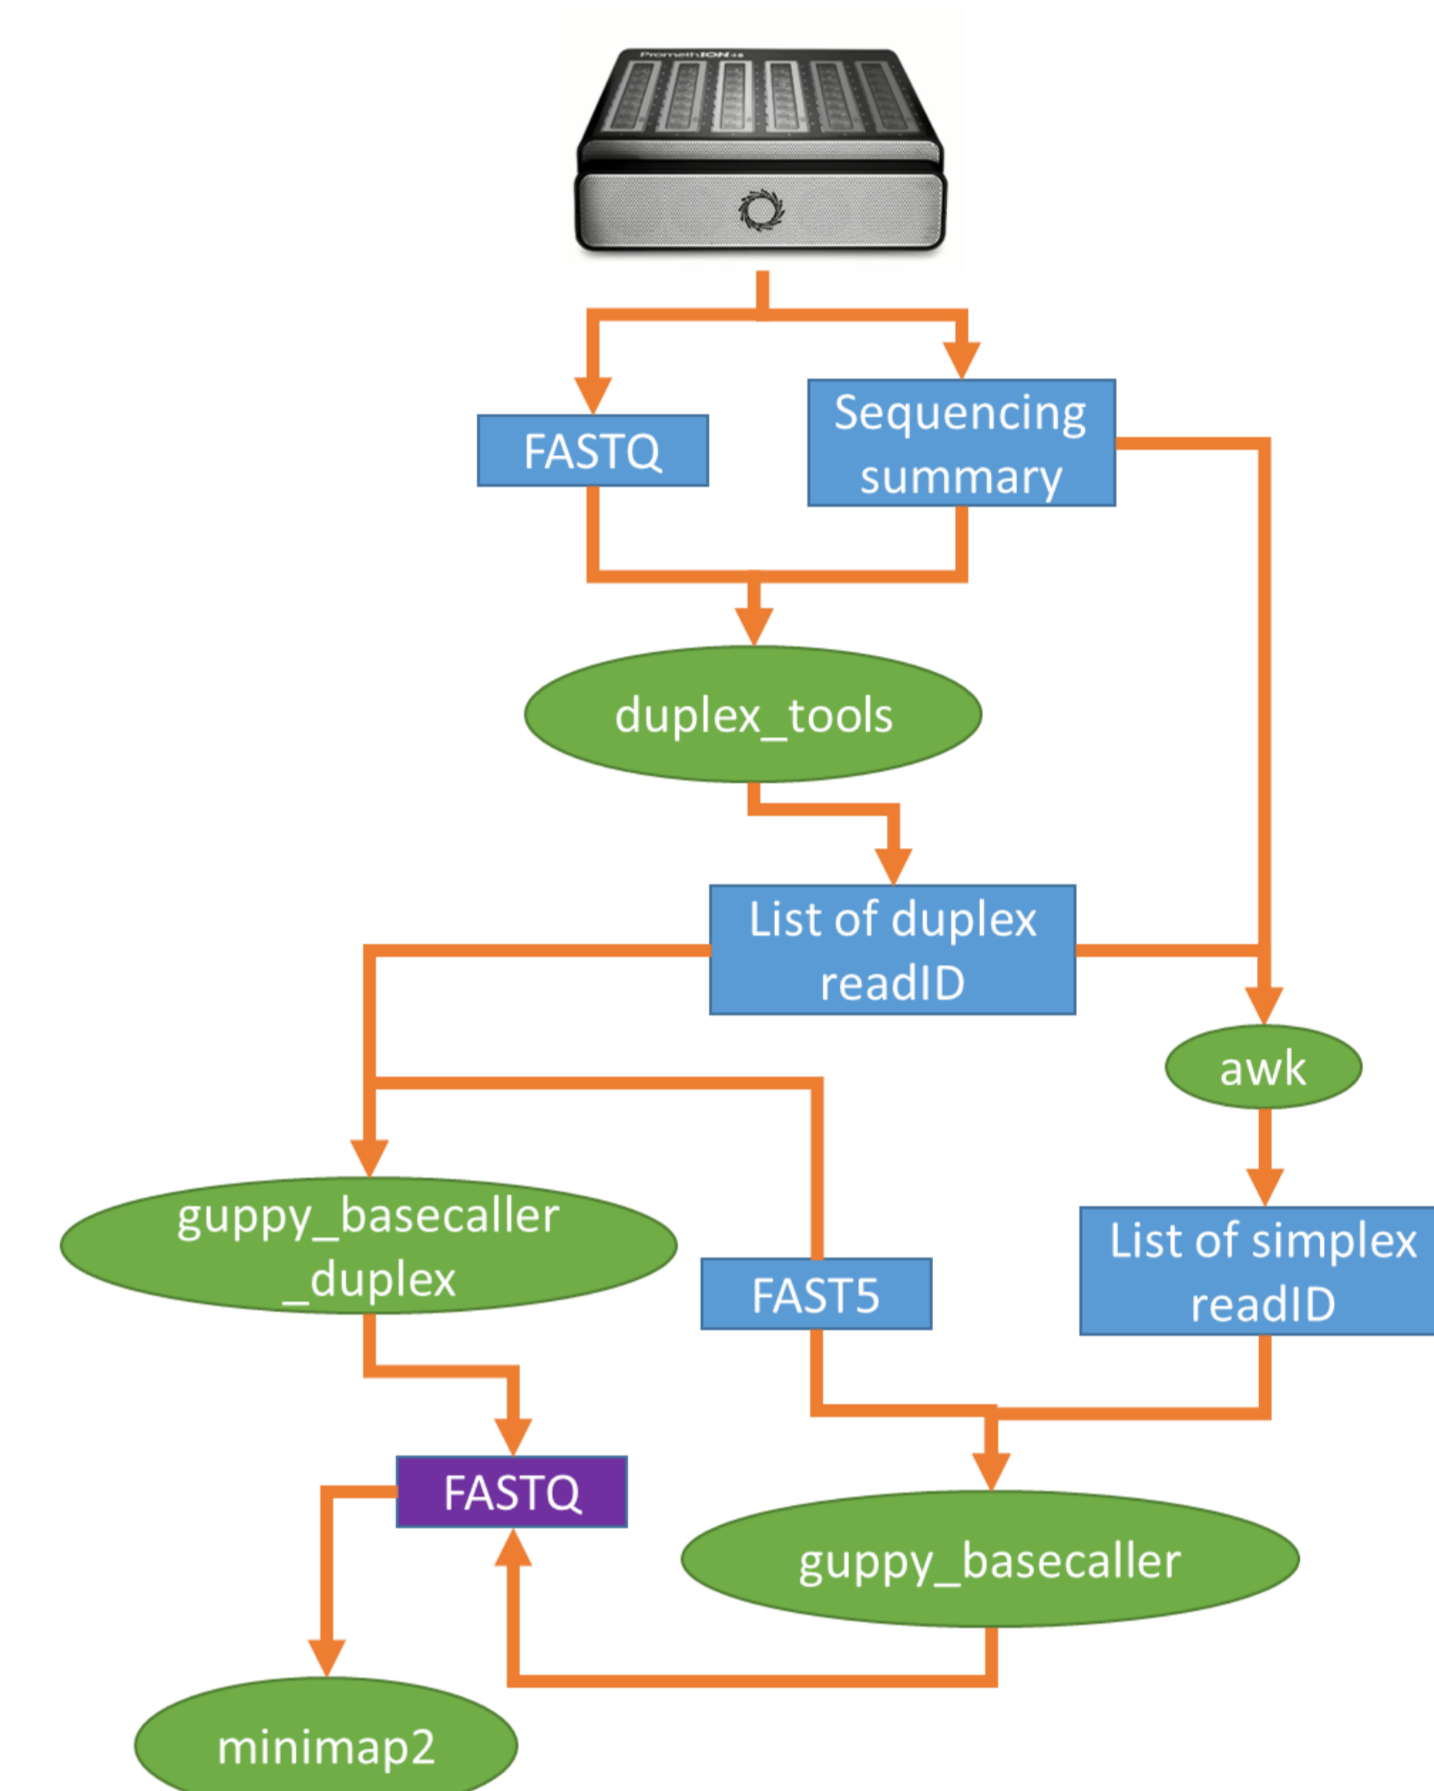 PromethION
FASTQ
Sequencing
summary
duplex_tools
List of duplex
readID
awk
guppy_basecaller
_duplex
FAST5
List of simplex
readID
FASTQ
guppy_basecaller
minimap2